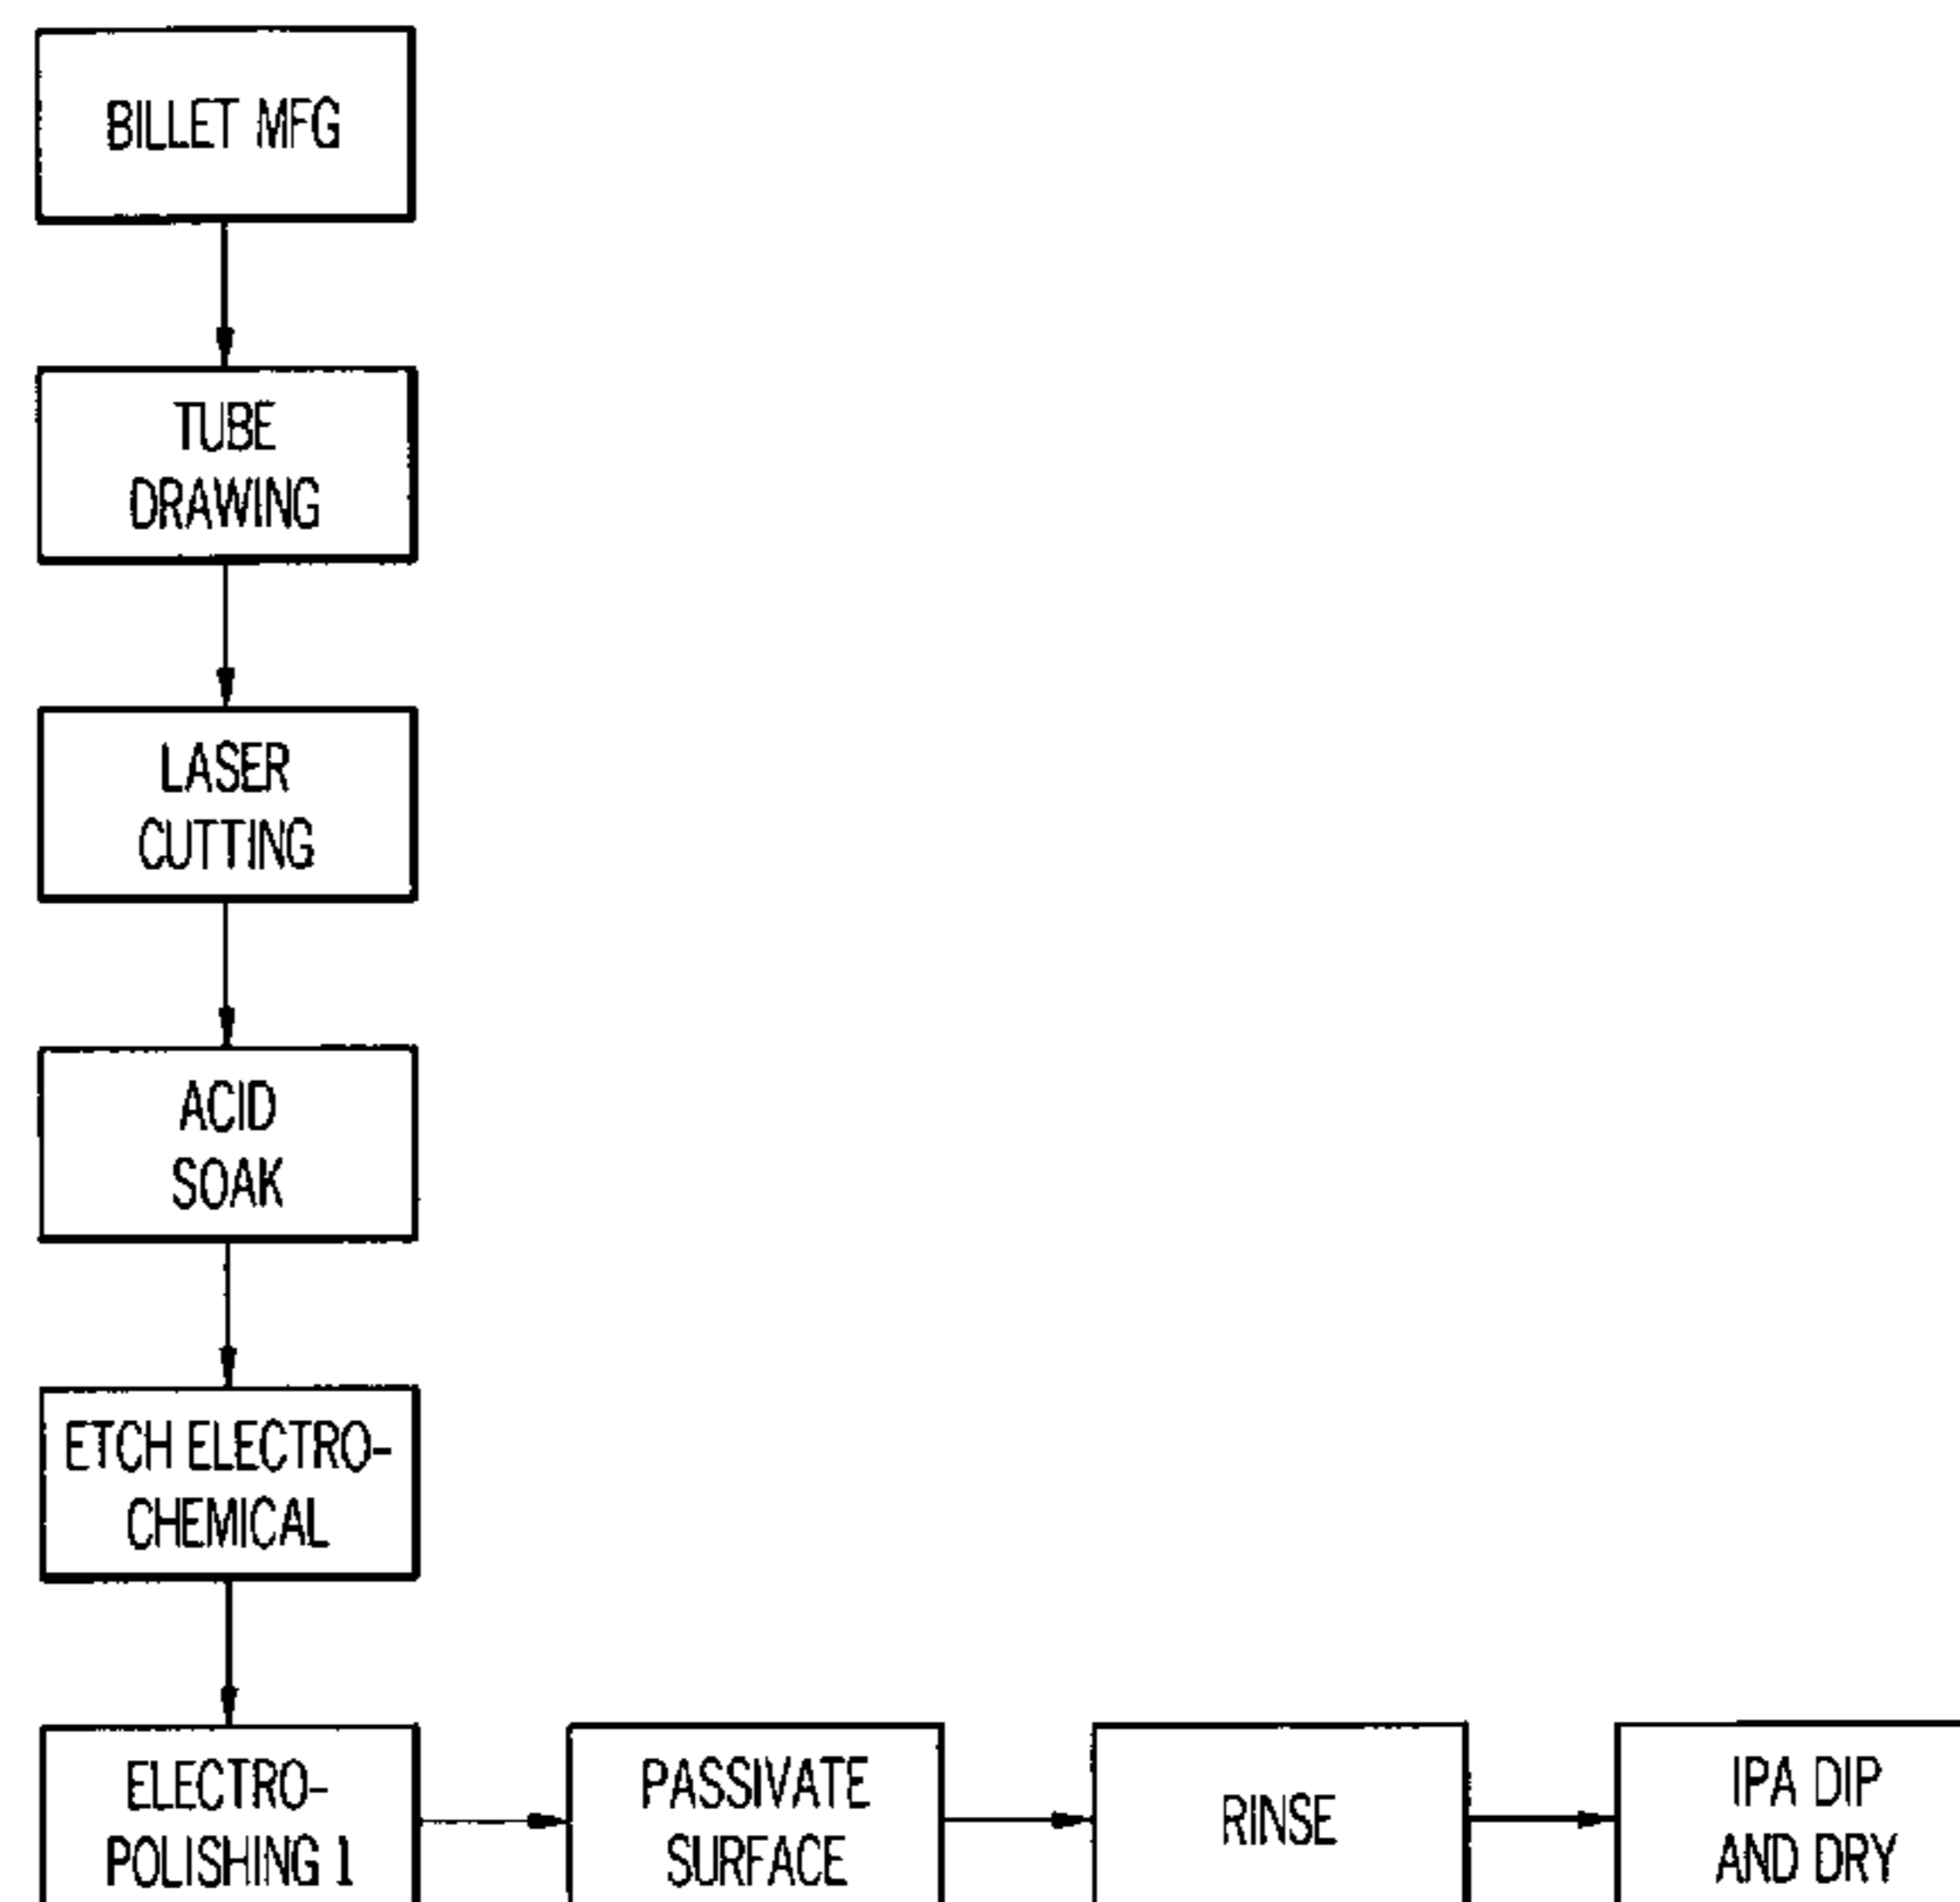 BILLET MFG
TUBE
DRAWING
LASER
CUTTING
ACID
SOAK
ETCH ELECTRO-
CHEMICAL
ELECTRO-
POLISHING 1
PASSIVATE
SURFACE
RINSE
IPA DIP
AND DRY